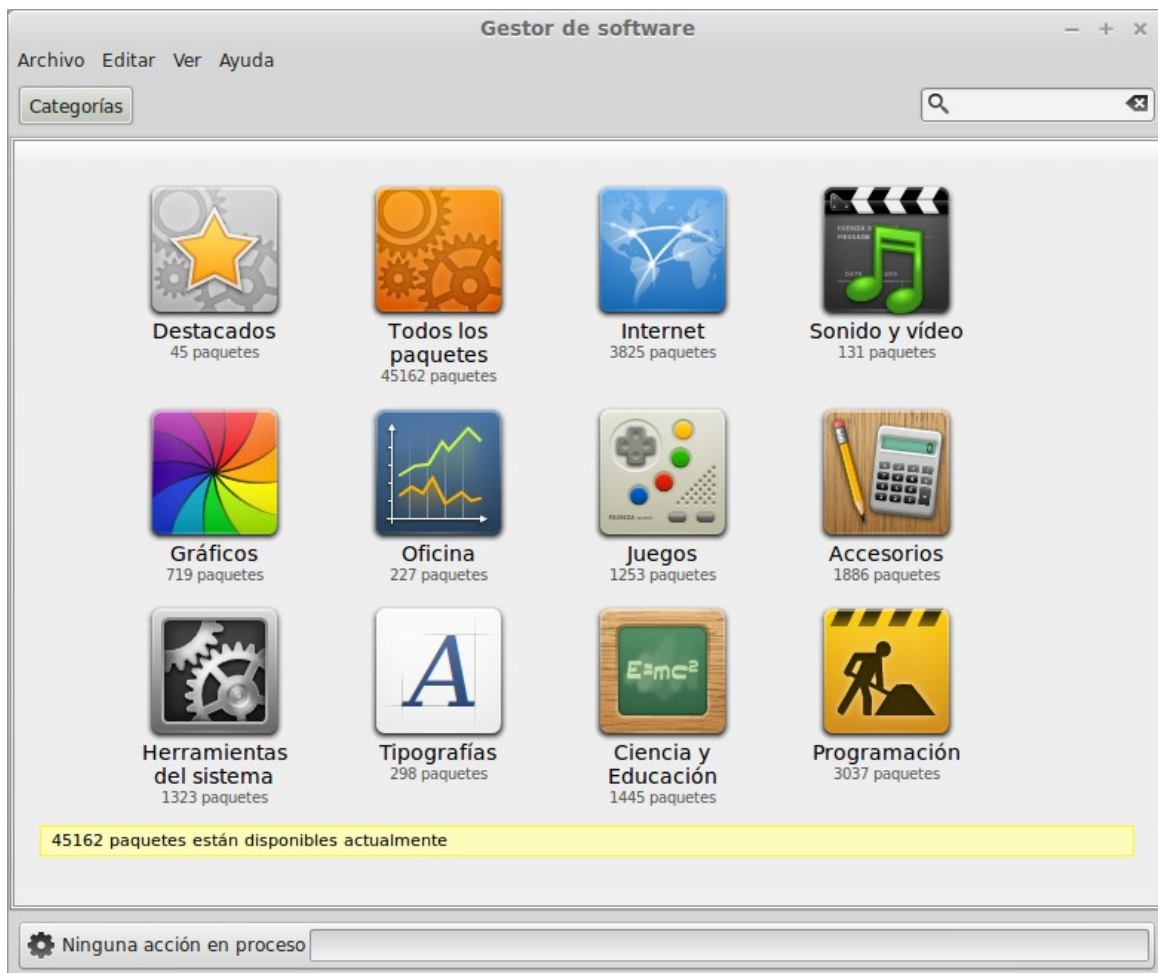 Gestor de software
Archivo Editar Ver Ayuda
Categorías
Destacados
45 paquetes
Todos los
paquetes
45162 paquetes
Internet
3825 paquetes
Sonido y vídeo
131 paquetes
Gráficos
719 paquetes
Oficina
227 paquetes
FAENZA
Juegos
1253 paquetes
0
Accesorios
1886 paquetes
Herramientas
del sistema
1323 paquetes
A
Tipografías
298 paquetes
E=mc²
Ciencia y
Educación
1445 paquetes
Programación
3037 paquetes
45162 paquetes están disponibles actualmente
Ninguna acción en proceso